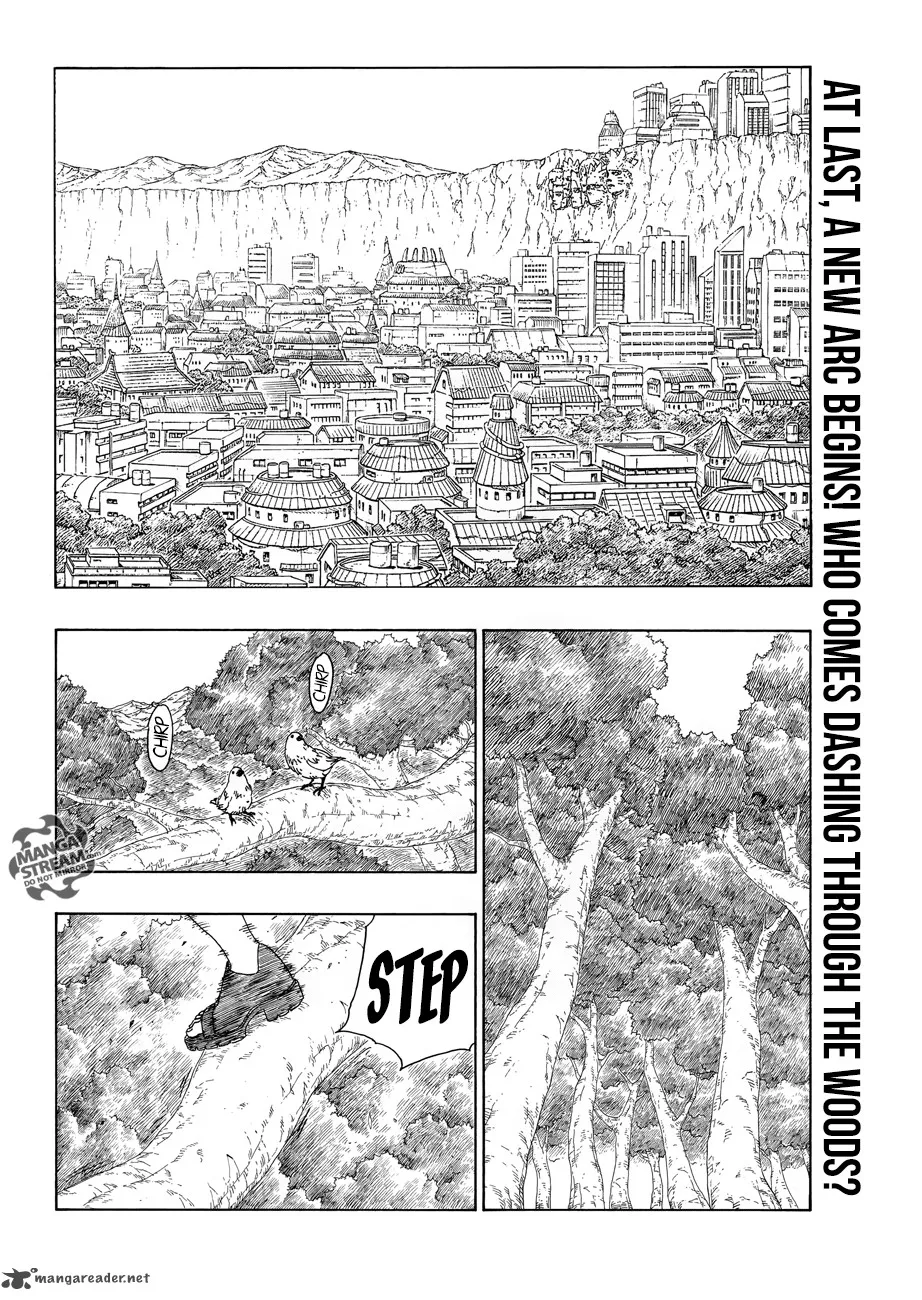 AT LAST, A NEW ARC BEGINS! WHO COMES DASHING THROUGH THE WOODS?
CHIRP
CHIRP
STEP
MANGA
STREAM.com
DO NOT MIRROR
mangareader.net